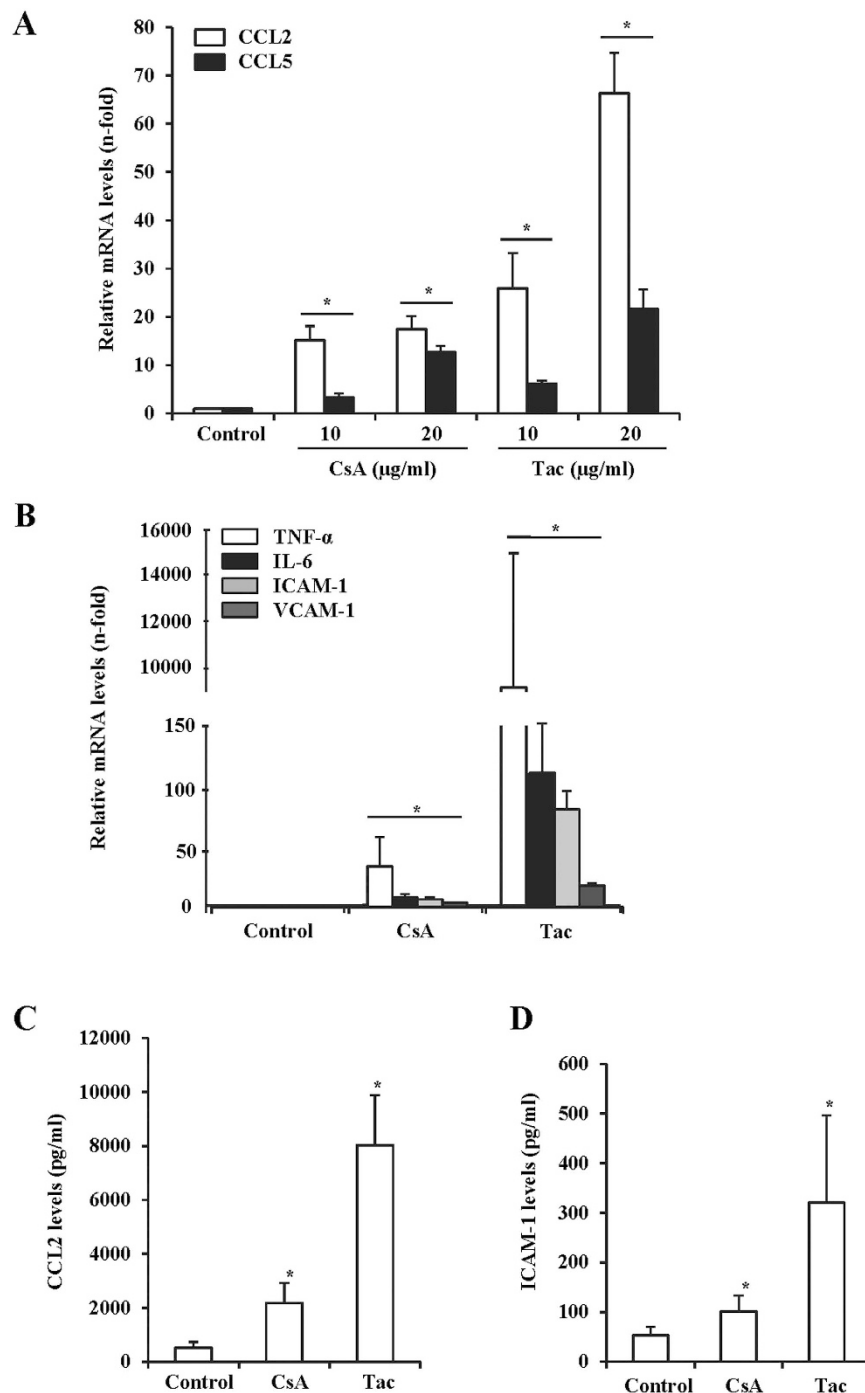 A
Relative mRNA levels (n-fold)
80
70
60
50
40
30
20
10
0
CCL2
CCL5
*
*
*
*
Control
10
20
10
20
CsA (μg/ml)
Tac (μg/ml)
B
Relative mRNA levels (n-fold)
16000
14000
12000
10000
150
100
50
0
TNF-α
IL-6
ICAM-1
VCAM-1
*
*
Control
CsA
Tac
C
CCL2 levels (pg/ml)
12000
10000
8000
6000
4000
2000
0
*
*
Control
CsA
Tac
D
ICAM-1 levels (pg/ml)
600
500
400
300
200
100
0
*
*
Control
CsA
Tac